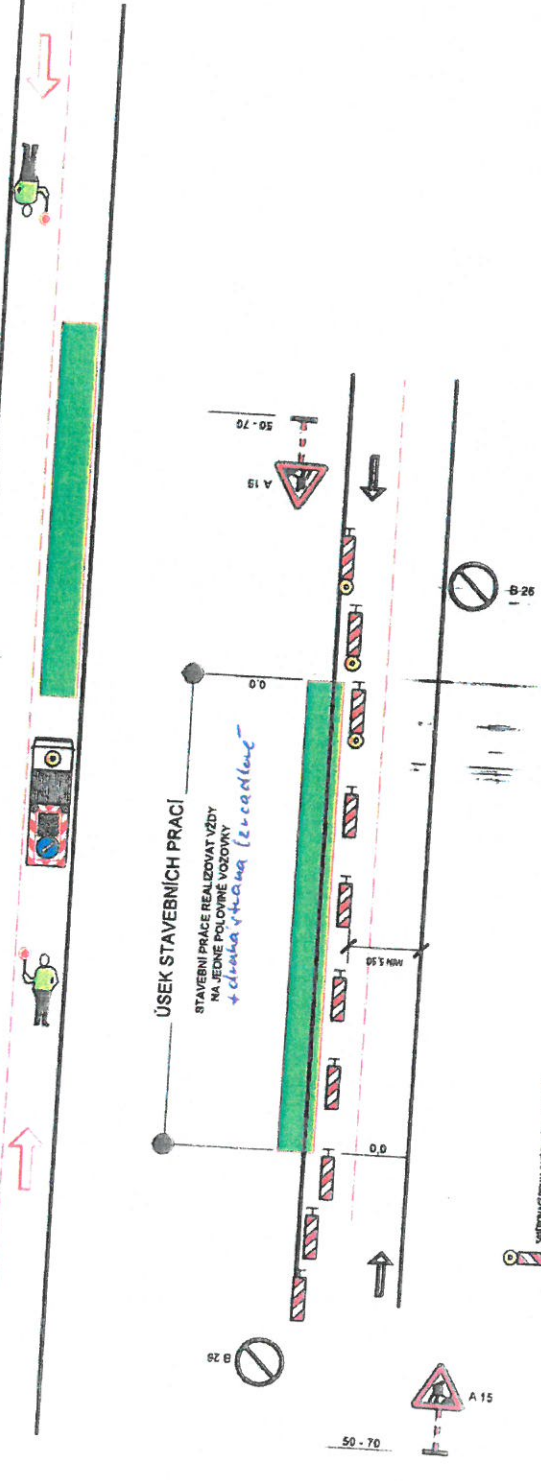 50 - 70
A 15
0,0
ÚSEK STAVEBNÍCH PRACÍ
STAVEBNÍ PRÁCE REALIZOVAT VŽDY
NA JEDNÉ POLOVINĚ VOZOVKY
+ druhá strana (zrcadlově
B 26
MIN 5,50
0,0
B 26
A 15
50 - 70